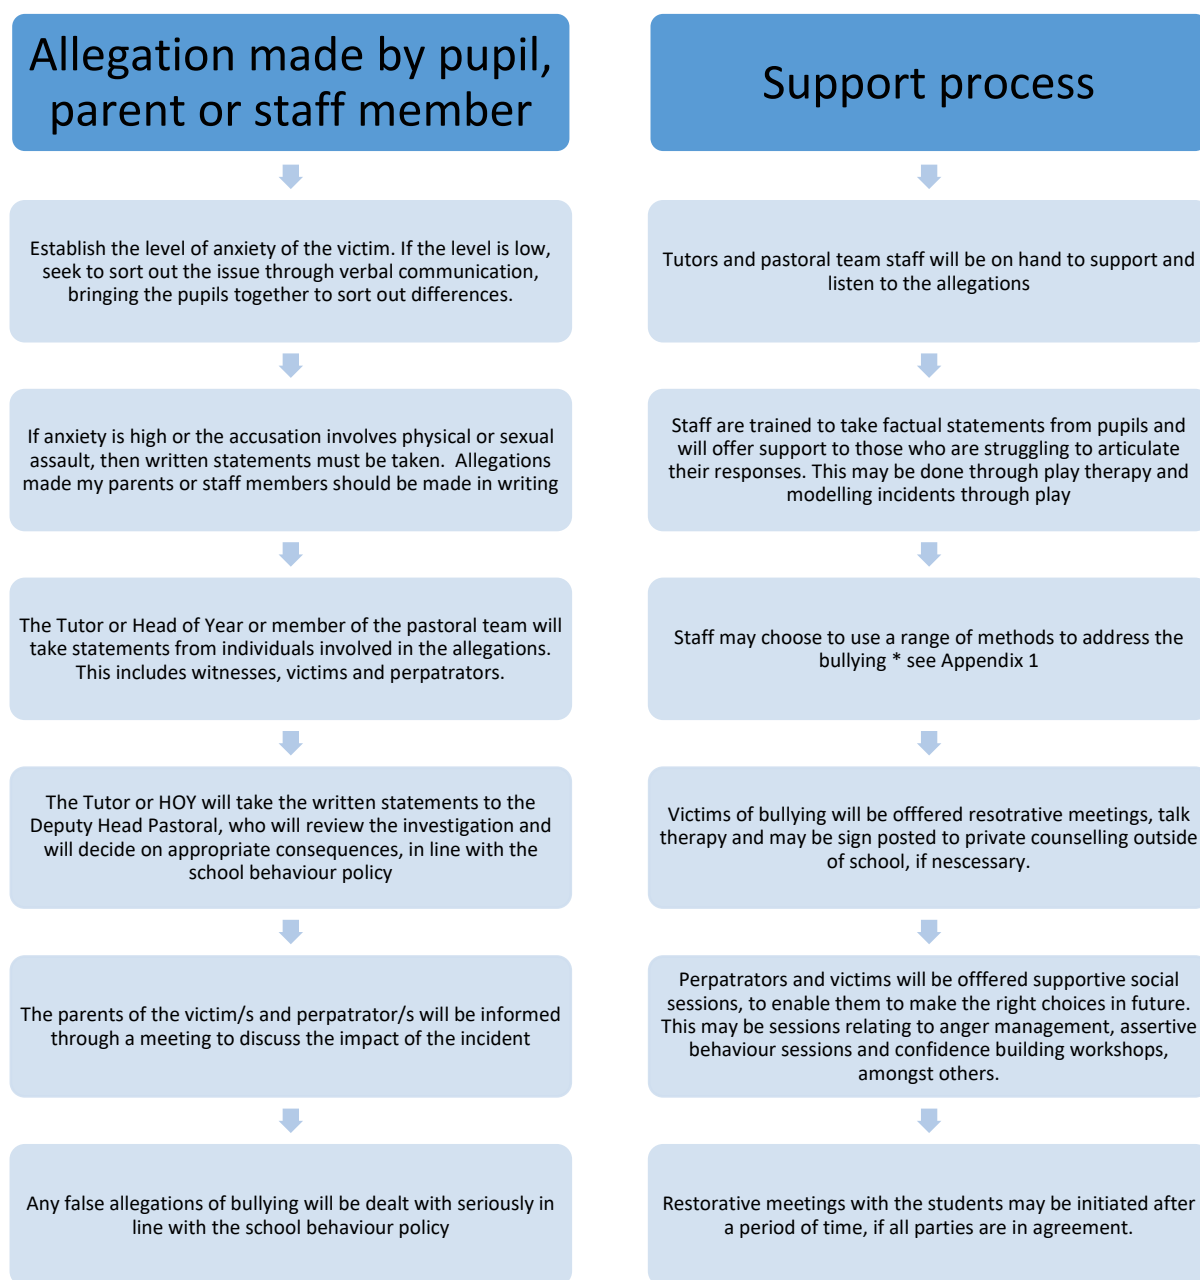 Allegation made by pupil,
parent or staff member
Establish the level of anxiety of the victim. If the level is low,
seek to sort out the issue through verbal communication,
bringing the pupils together to sort out differences.
If anxiety is high or the accusation involves physical or sexual
assault, then written statements must be taken.  Allegations
made my parents or staff members should be made in writing
The Tutor or Head of Year or member of the pastoral team will
take statements from individuals involved in the allegations.
This includes witnesses, victims and perpatrators.
The Tutor or HOY will take the written statements to the
Deputy Head Pastoral, who will review the investigation and
will decide on appropriate consequences, in line with the
school behaviour policy
The parents of the victim/s and perpatrator/s will be informed
through a meeting to discuss the impact of the incident
Any false allegations of bullying will be dealt with seriously in
line with the school behaviour policy
Support process
Tutors and pastoral team staff will be on hand to support and
listen to the allegations
Staff are trained to take factual statements from pupils and
will offer support to those who are struggling to articulate
their responses. This may be done through play therapy and
modelling incidents through play
Staff may choose to use a range of methods to address the
bullying * see Appendix 1
Victims of bullying will be offfered resotrative meetings, talk
therapy and may be sign posted to private counselling outside
of school, if nescessary.
Perpatrators and victims will be offfered supportive social
sessions, to enable them to make the right choices in future.
This may be sessions relating to anger management, assertive
behaviour sessions and confidence building workshops,
amongst others.
Restorative meetings with the students may be initiated after
a period of time, if all parties are in agreement.